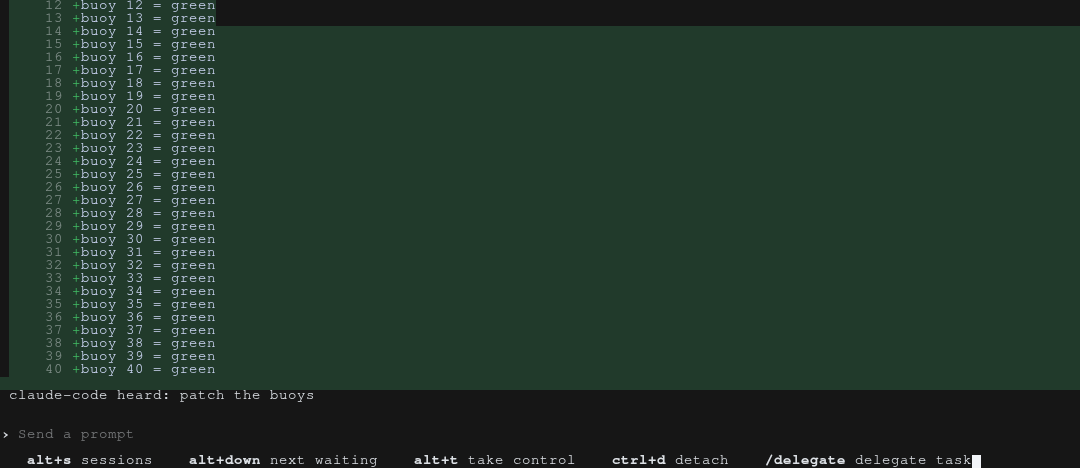 12 +buoy 12 = green
13 +buoy 13 = green
14 +buoy 14 = green
15 +buoy 15 = green
16 +buoy 16 = green
17 +buoy 17 = green
18 +buoy 18 = green
19 +buoy 19 = green
20 +buoy 20 = green
21 +buoy 21 = green
22 +buoy 22 = green
23 +buoy 23 = green
24 +buoy 24 = green
25 +buoy 25 = green
26 +buoy 26 = green
27 +buoy 27 = green
28 +buoy 28 = green
29 +buoy 29 = green
30 +buoy 30 = green
31 +buoy 31 = green
32 +buoy 32 = green
33 +buoy 33 = green
34 +buoy 34 = green
35 +buoy 35 = green
36 +buoy 36 = green
37 +buoy 37 = green
38 +buoy 38 = green
39 +buoy 39 = green
40 +buoy 40 = green
claude-code heard: patch the buoys
› Send a prompt
alt+s sessions    alt+down next waiting    alt+t take control    ctrl+d detach    /delegate delegate task